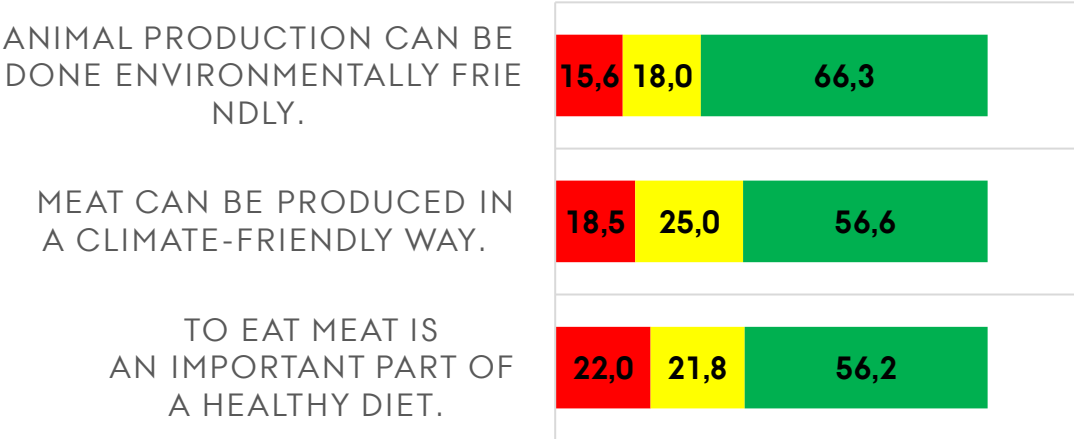 ANIMAL PRODUCTION CAN BE
DONE ENVIRONMENTALLY FRIE
NDLY.
15,6 18,0 66,3
MEAT CAN BE PRODUCED IN
A CLIMATE-FRIENDLY WAY.
18,5 25,0 56,6
TO EAT MEAT IS
AN IMPORTANT PART OF
A HEALTHY DIET.
22,0 21,8 56,2